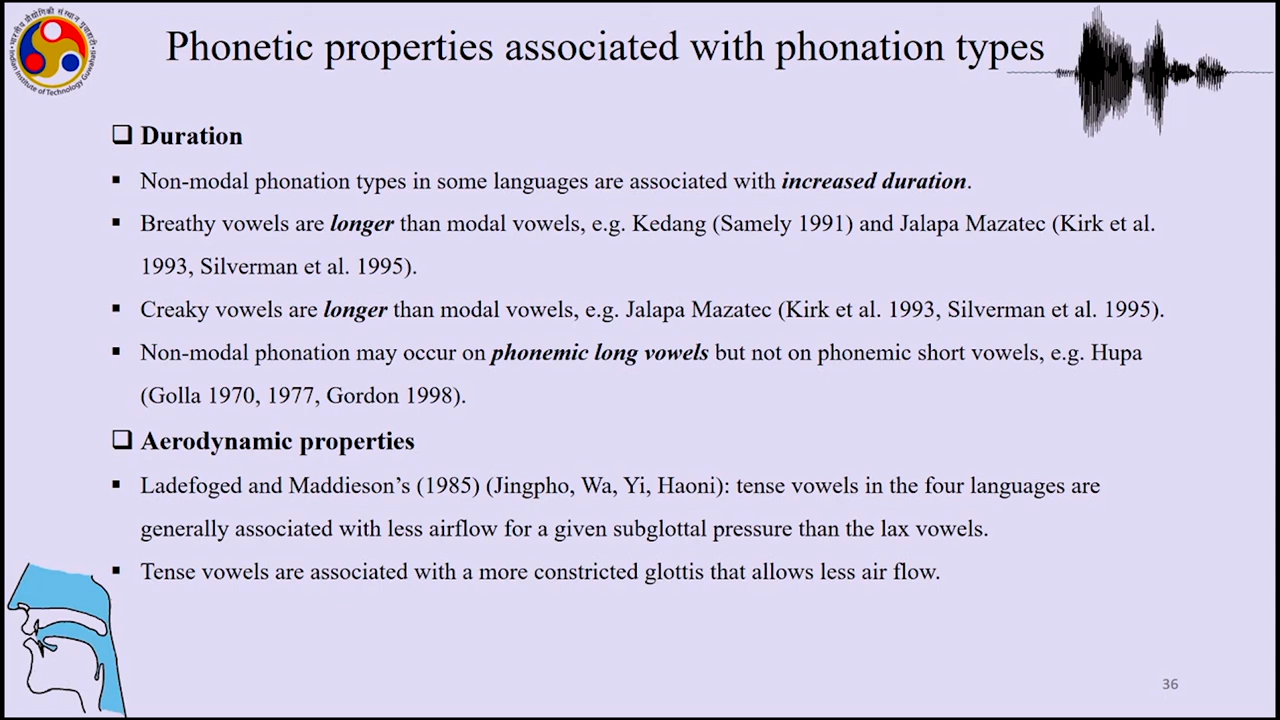 Phonetic properties associated with phonation types
Duration
Non-modal phonation types in some languages are associated with increased duration.
Breathy vowels are longer than modal vowels, e.g. Kedang (Samely 1991) and Jalapa Mazatec (Kirk et al.
1993, Silverman et al. 1995).
Creaky vowels are longer than modal vowels, e.g. Jalapa Mazatec (Kirk et al. 1993, Silverman et al. 1995).
Non-modal phonation may occur on phonemic long vowels but not on phonemic short vowels, e.g. Hupa
(Golla 1970, 1977, Gordon 1998).
Aerodynamic properties
Ladefoged and Maddieson’s (1985) (Jingpho, Wa, Yi, Haoni): tense vowels in the four languages are
generally associated with less airflow for a given subglottal pressure than the lax vowels.
Tense vowels are associated with a more constricted glottis that allows less air flow.
Indian Institute of Technology Guwahati
36